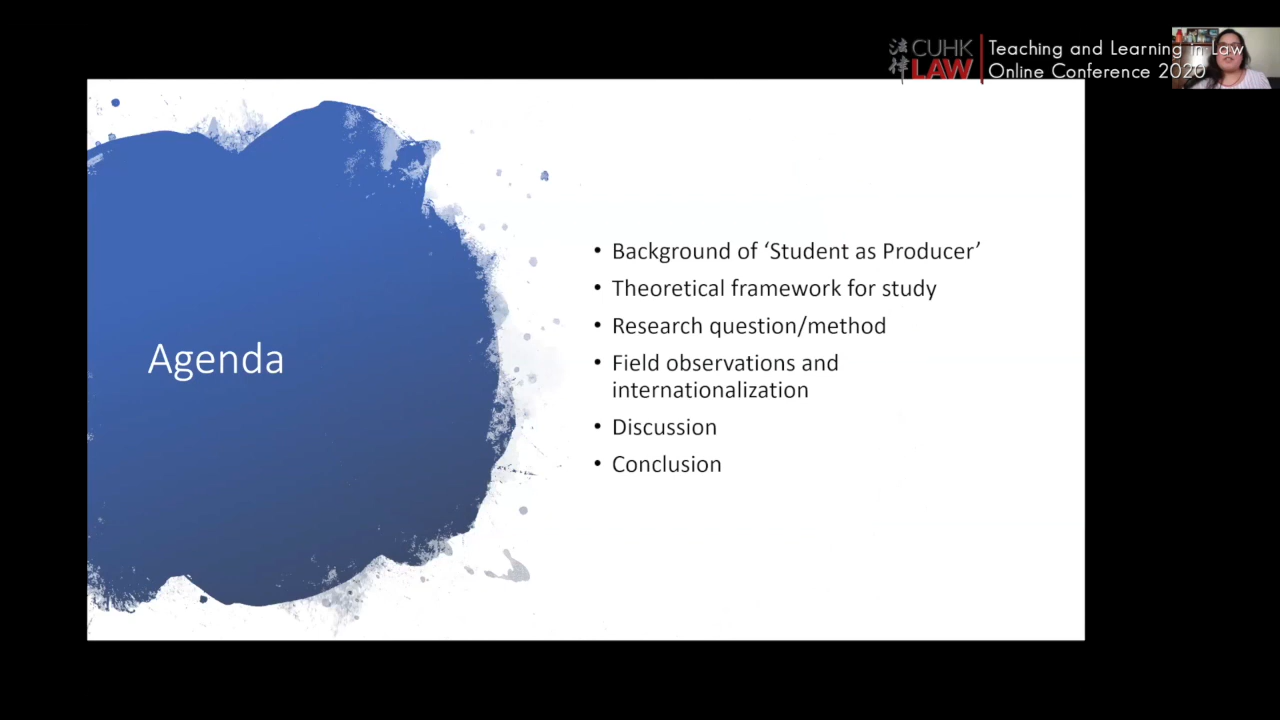 法律 CUHK LAW
Teaching and Learning in Law
Online Conference 2020
Agenda
• Background of ‘Student as Producer’
• Theoretical framework for study
• Research question/method
• Field observations and
internationalization
• Discussion
• Conclusion